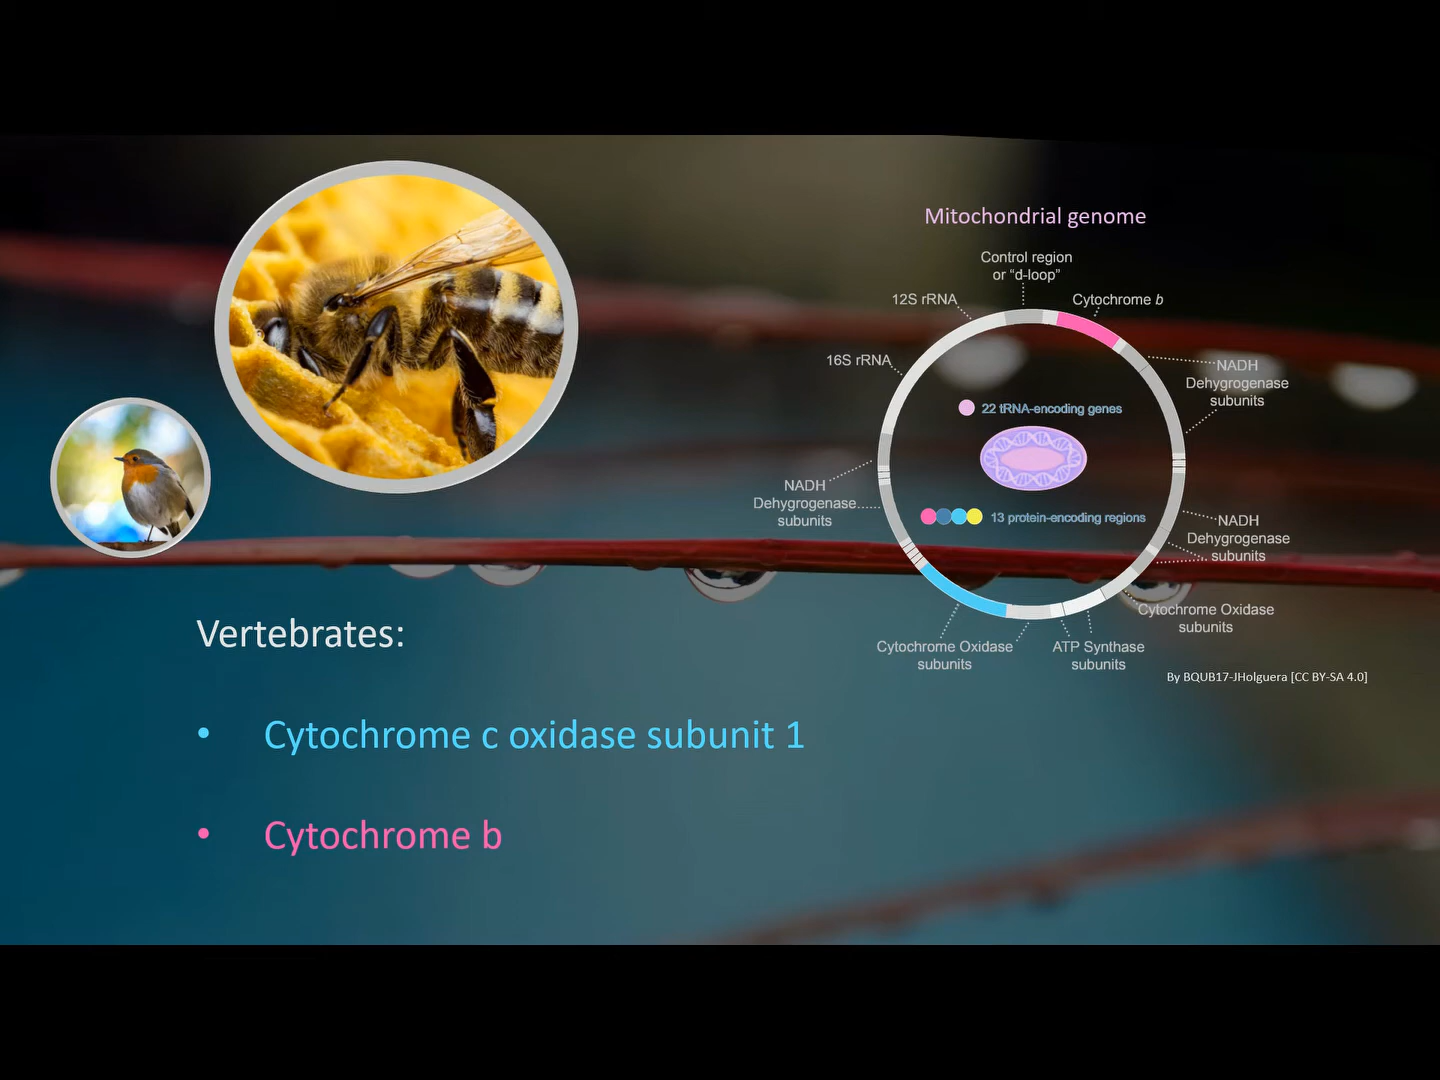 Mitochondrial genome
Control region
or “d-loop”
12S rRNA
Cytochrome b
16S rRNA
NADH
Dehygrogenase
subunits
22 tRNA-encoding genes
NADH
Dehygrogenase
subunits
13 protein-encoding regions
NADH
Dehygrogenase
subunits
Cytochrome Oxidase
subunits
Cytochrome Oxidase
subunits
ATP Synthase
subunits
By BQUB17-JHolguera [CC BY-SA 4.0]
Vertebrates:
• Cytochrome c oxidase subunit 1
• Cytochrome b